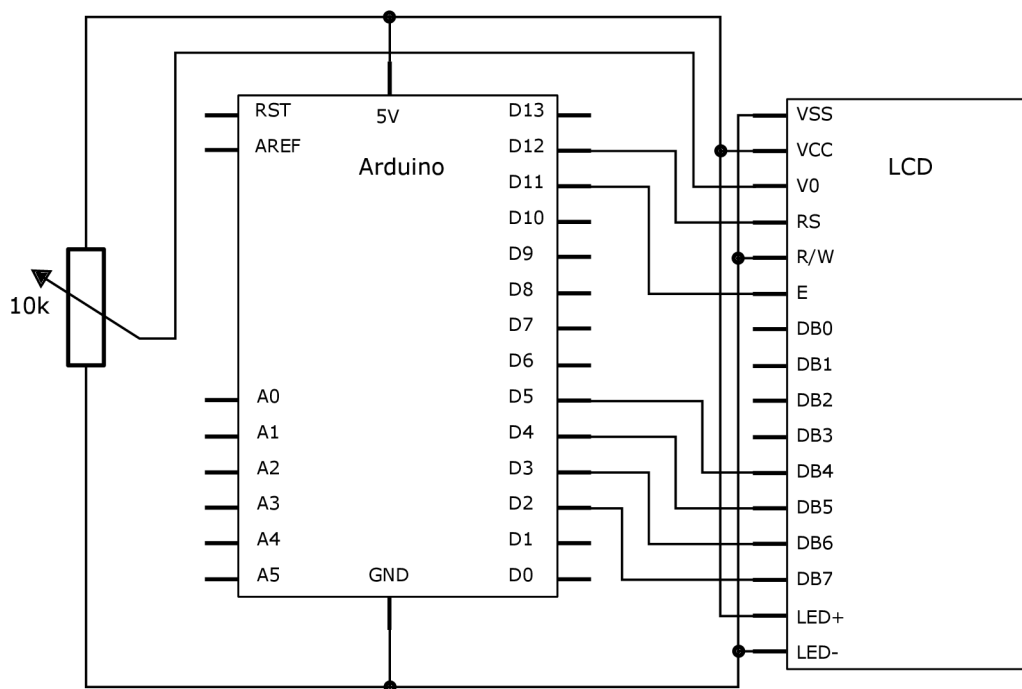 10k
RST
AREF
5V
Arduino
A0
A1
A2
A3
A4
A5
GND
D13
D12
D11
D10
D9
D8
D7
D6
D5
D4
D3
D2
D1
D0
LCD
VSS
VCC
V0
RS
R/W
E
DB0
DB1
DB2
DB3
DB4
DB5
DB6
DB7
LED+
LED-